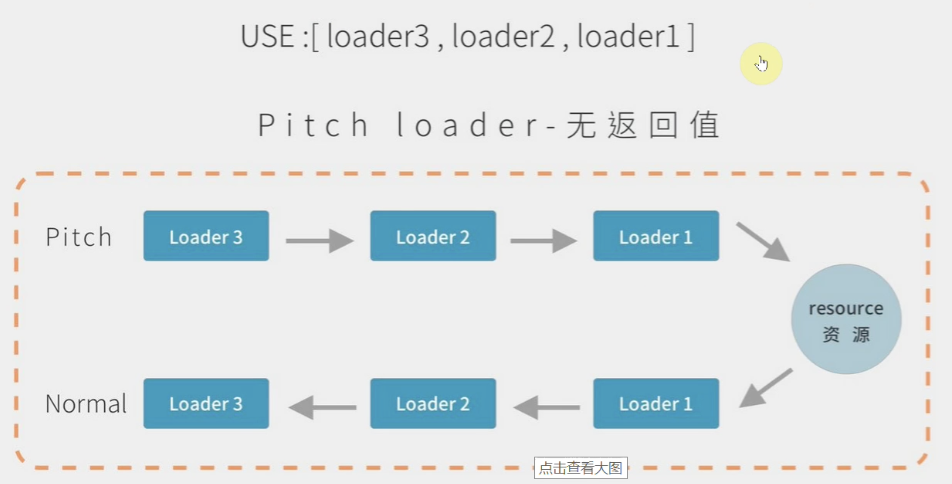 USE :[ loader3 , loader2 , loader1 ]
Pitch loader-无返回值
Pitch
Loader 3
Loader 2
Loader 1
resource
资 源
Normal
Loader 3
Loader 2
Loader 1
点击查看大图